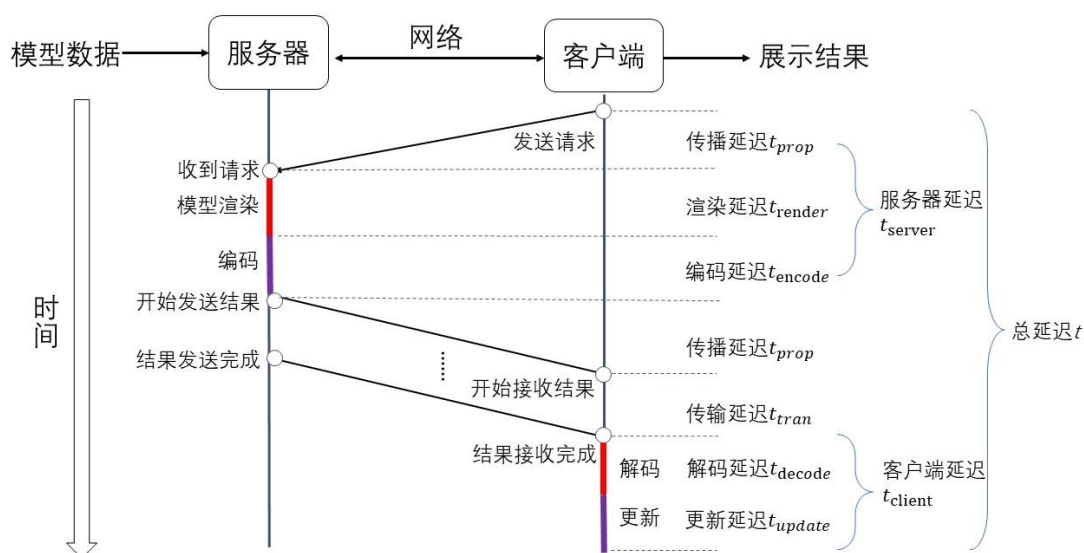 模型数据
服务器
网络
客户端
展示结果
发送请求
传播延迟t_prop
收到请求
模型渲染
渲染延迟t_render
服务器延迟
t_server
编码
编码延迟t_encode
开始发送结果
时间
总延迟t
结果发送完成
......
传播延迟t_prop
开始接收结果
传输延迟t_tran
结果接收完成
解码
解码延迟t_decode
客户端延迟
t_client
更新
更新延迟t_update